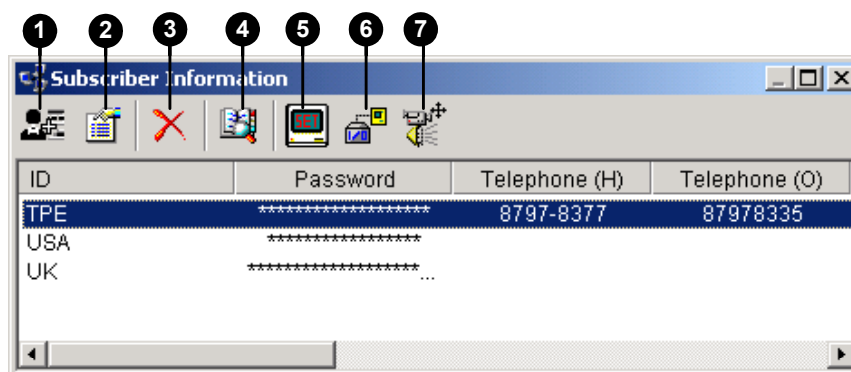 1 2 3 4 5 6 7
Subscriber Information
SET I/O
ID Password Telephone (H) Telephone (O)
TPE ******************* 8797-8377 87978335
USA *****************
UK *******************...